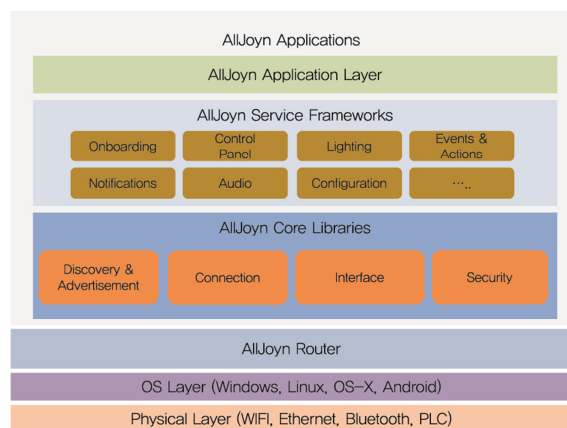 AllJoyn Applications
AllJoyn Application Layer
AllJoyn Service Frameworks
Onboarding
Control
Panel
Lighting
Events &
Actions
Notifications
Audio
Configuration
.....
AllJoyn Core Libraries
Discovery &
Advertisement
Connection
Interface
Security
AllJoyn Router
OS Layer (Windows, Linux, OS-X, Android)
Physical Layer (WIFI, Ethernet, Bluetooth, PLC)